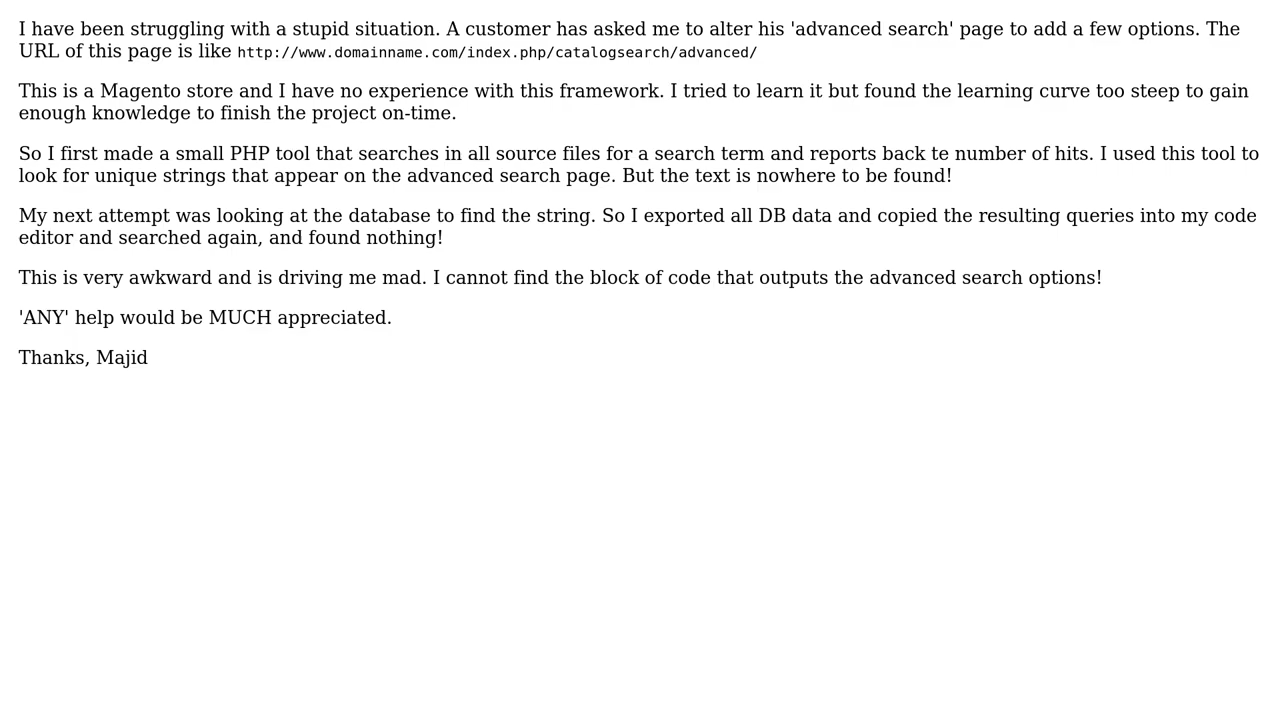 I have been struggling with a stupid situation. A customer has asked me to alter his 'advanced search' page to add a few options. The
URL of this page is like http://www.domainname.com/index.php/catalogsearch/advanced/
This is a Magento store and I have no experience with this framework. I tried to learn it but found the learning curve too steep to gain
enough knowledge to finish the project on-time.
So I first made a small PHP tool that searches in all source files for a search term and reports back te number of hits. I used this tool to
look for unique strings that appear on the advanced search page. But the text is nowhere to be found!
My next attempt was looking at the database to find the string. So I exported all DB data and copied the resulting queries into my code
editor and searched again, and found nothing!
This is very awkward and is driving me mad. I cannot find the block of code that outputs the advanced search options!
'ANY' help would be MUCH appreciated.
Thanks, Majid